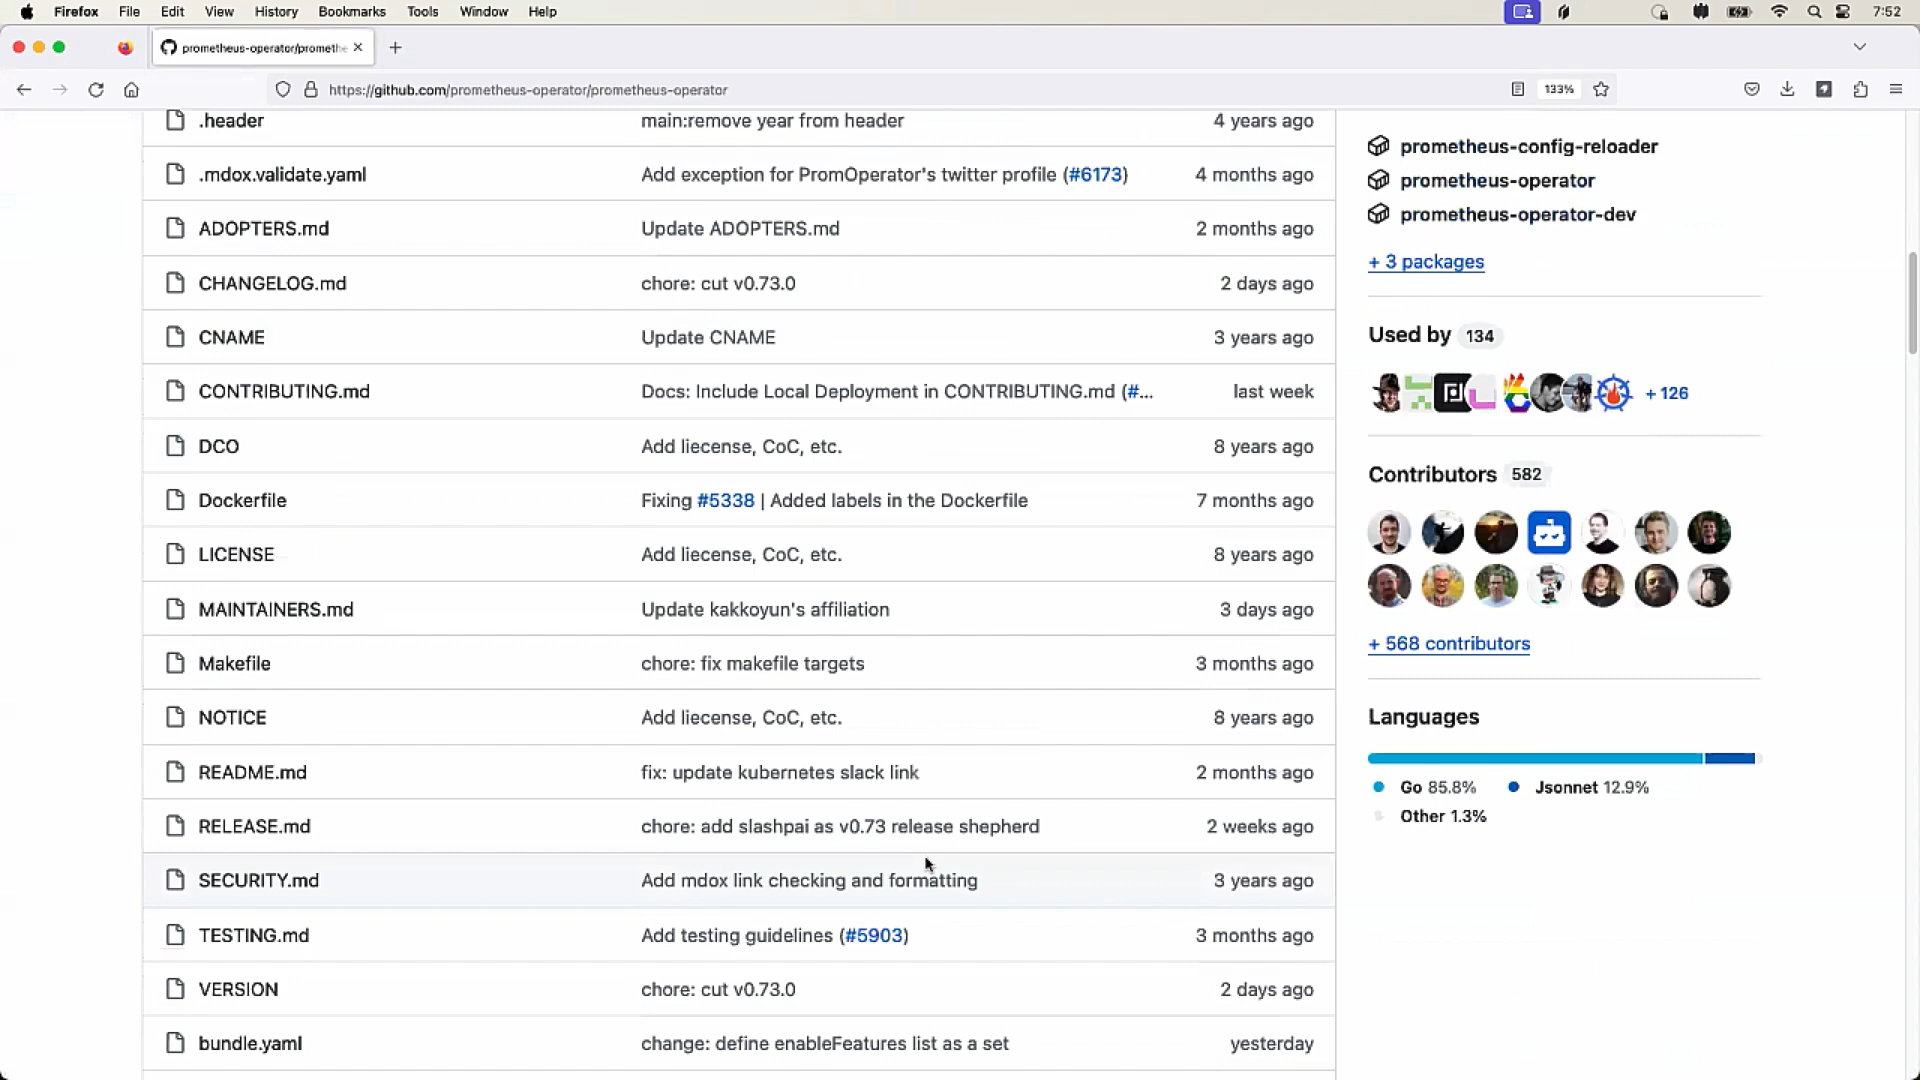 Firefox File Edit View History Bookmarks Tools Window Help 7:52
prometheus-operator/prometh
https://github.com/prometheus-operator/prometheus-operator 133%
.header main:remove year from header 4 years ago
.mdox.validate.yaml Add exception for PromOperator's twitter profile (#6173) 4 months ago
ADOPTERS.md Update ADOPTERS.md 2 months ago
CHANGELOG.md chore: cut v0.73.0 2 days ago
CNAME Update CNAME 3 years ago
CONTRIBUTING.md Docs: Include Local Deployment in CONTRIBUTING.md (#... last week
DCO Add liecense, CoC, etc. 8 years ago
Dockerfile Fixing #5338 | Added labels in the Dockerfile 7 months ago
LICENSE Add liecense, CoC, etc. 8 years ago
MAINTAINERS.md Update kakkoyun's affiliation 3 days ago
Makefile chore: fix makefile targets 3 months ago
NOTICE Add liecense, CoC, etc. 8 years ago
README.md fix: update kubernetes slack link 2 months ago
RELEASE.md chore: add slashpai as v0.73 release shepherd 2 weeks ago
SECURITY.md Add mdox link checking and formatting 3 years ago
TESTING.md Add testing guidelines (#5903) 3 months ago
VERSION chore: cut v0.73.0 2 days ago
bundle.yaml change: define enableFeatures list as a set yesterday
prometheus-config-reloader
prometheus-operator
prometheus-operator-dev
+ 3 packages
Used by 134
+ 126
Contributors 582
+ 568 contributors
Languages
Go 85.8% Jsonnet 12.9%
Other 1.3%